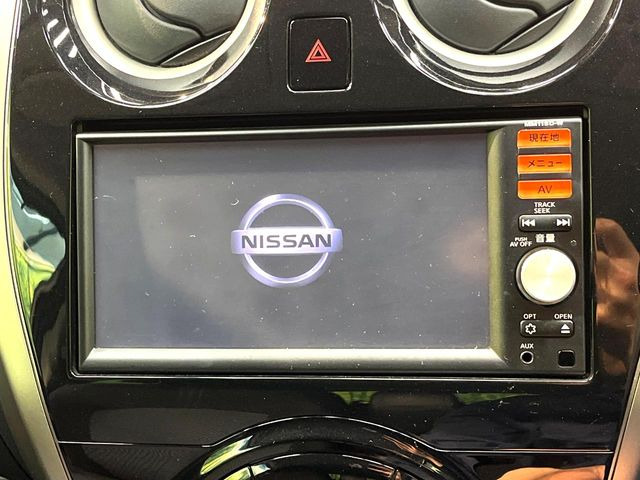 MM115D-W
現在地
メニュー
AV
TRACK
SEEK
PUSH
AV OFF
音量
NISSAN
OPT
OPEN
AUX